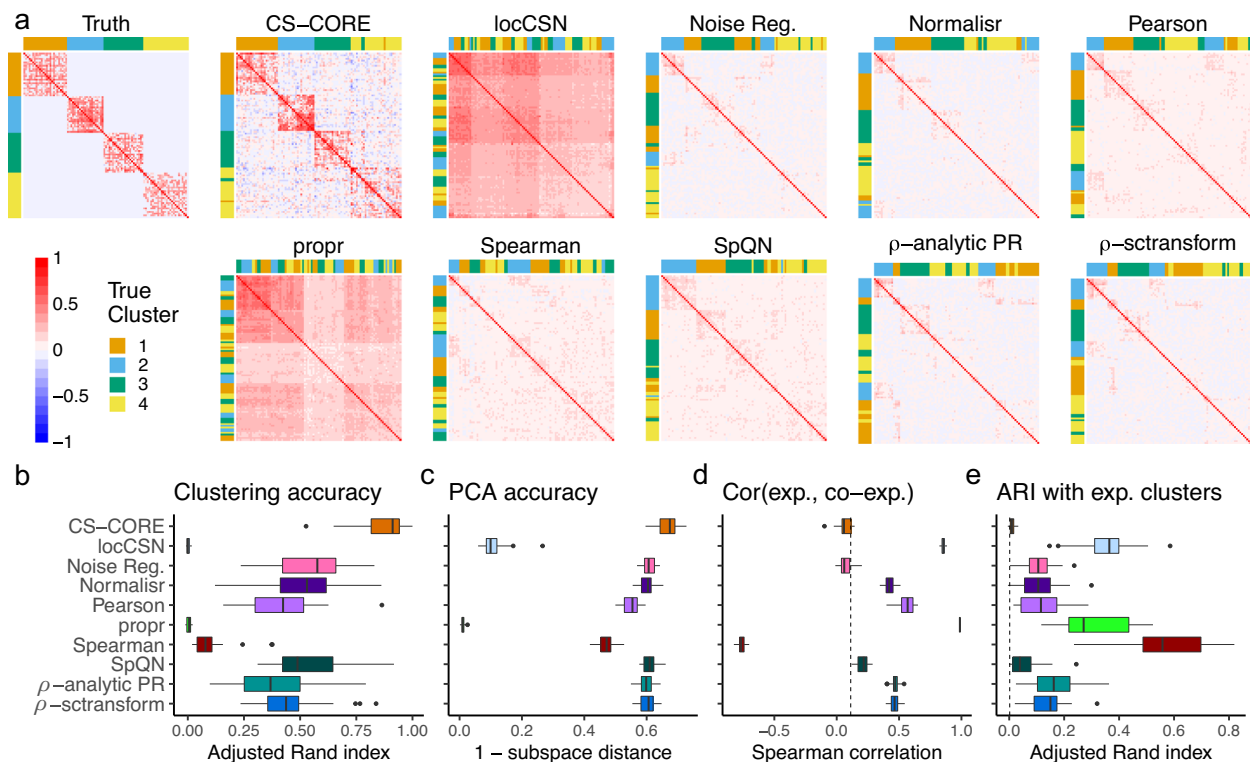 a
Truth
CS−CORE
locCSN
Noise Reg.
Normalisr
Pearson
propr
Spearman
SpQN
ρ−analytic PR
ρ−sctransform
1
0.5
0
−0.5
−1
True
Cluster
1
2
3
4
b
Clustering accuracy
CS−CORE
locCSN
Noise Reg.
Normalisr
Pearson
propr
Spearman
SpQN
ρ−analytic PR
ρ−sctransform
0.00 0.25 0.50 0.75 1.00
Adjusted Rand index
c
PCA accuracy
0.0 0.2 0.4 0.6 0.8
1 − subspace distance
d
Cor(exp., co−exp.)
−0.5 0.0 0.5 1.0
Spearman correlation
e
ARI with exp. clusters
0.0 0.2 0.4 0.6 0.8
Adjusted Rand index